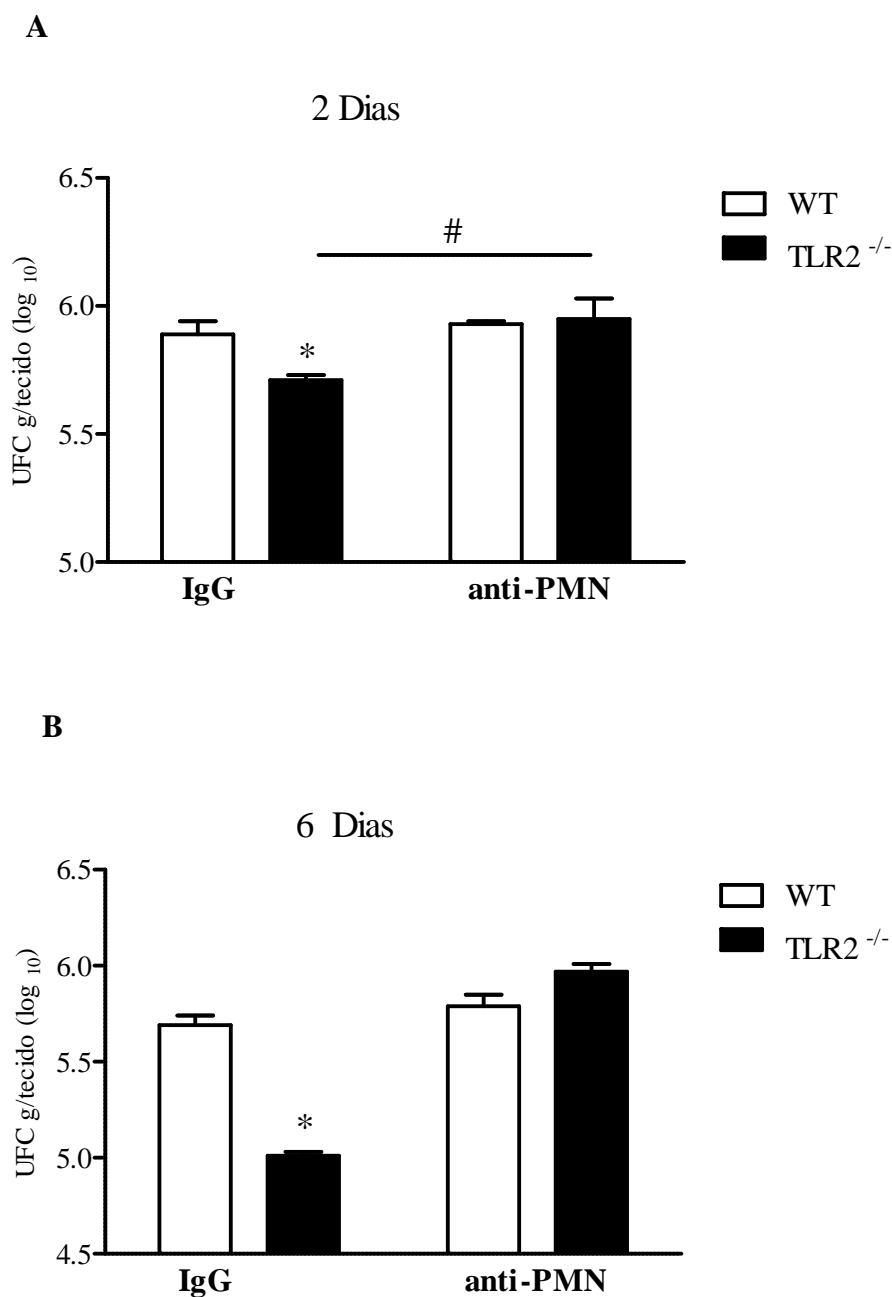 A
2 Dias
6.5
6.0
5.5
5.0
UFC g/tecido (log 10)
#
*
IgG
anti-PMN
WT
TLR2 -/-
B
6 Dias
6.5
6.0
5.5
5.0
4.5
UFC g/tecido (log 10)
*
IgG
anti-PMN
WT
TLR2 -/-